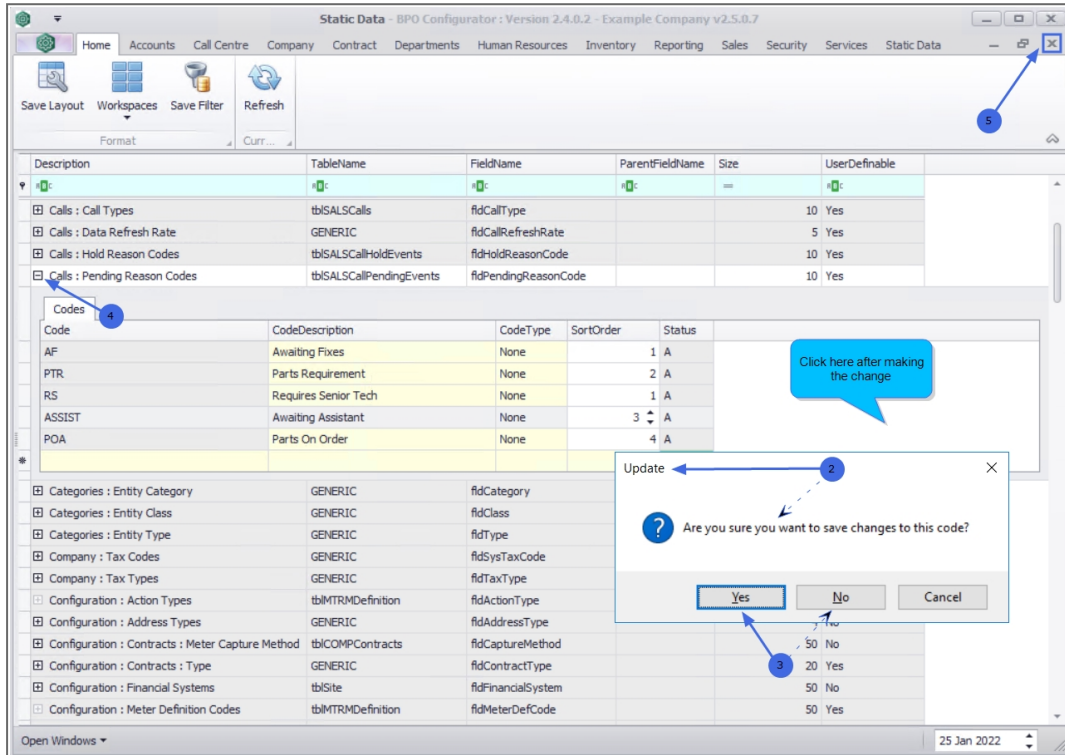 Static Data - BPO Configurator : Version 2.4.0.2 - Example Company v2.5.0.7
Home Accounts Call Centre Company Contract Departments Human Resources Inventory Reporting Sales Security Services Static Data
5
Save Layout Workspaces Save Filter Refresh
Format Curr...
Description TableName FieldName ParentFieldName Size UserDefinable
Calls : Call Types tblSALSCalls fldCallType 10 Yes
Calls : Data Refresh Rate GENERIC fldCallRefreshRate 5 Yes
Calls : Hold Reason Codes tblSALSCallHoldEvents fldHoldReasonCode 10 Yes
Calls : Pending Reason Codes tblSALSCallPendingEvents fldPendingReasonCode 10 Yes
Codes
4
Code CodeDescription CodeType SortOrder Status
AF Awaiting Fixes None 1 A
PTR Parts Requirement None 2 A
RS Requires Senior Tech None 1 A
ASSIST Awaiting Assistant None 3 A
POA Parts On Order None 4 A
Click here after making
the change
Update
2
Are you sure you want to save changes to this code?
Yes No Cancel
3
Categories : Entity Category GENERIC fldCategory
Categories : Entity Class GENERIC fldClass
Categories : Entity Type GENERIC fldType
Company : Tax Codes GENERIC fldSysTaxCode
Company : Tax Types GENERIC fldTaxType
Configuration : Action Types tblMTRMDefinition fldActionType
Configuration : Address Types GENERIC fldAddressType No
Configuration : Contracts : Meter Capture Method tblCOMPContracts fldCaptureMethod 50 No
Configuration : Contracts : Type GENERIC fldContractType 20 Yes
Configuration : Financial Systems tblSite fldFinancialSystem 50 No
Configuration : Meter Definition Codes tblMTRMDefinition fldMeterDefCode 50 Yes
Open Windows 25 Jan 2022